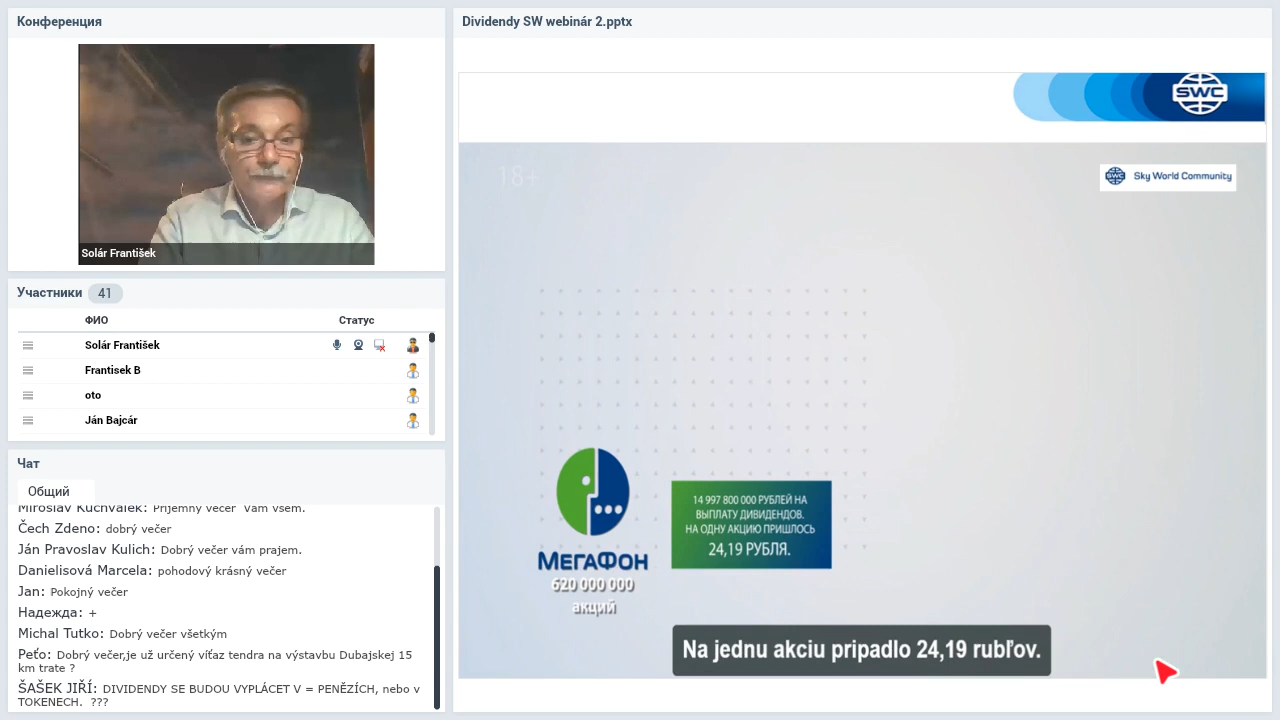 Конференция
Solár František
Участники 41
ФИО Статус
Solár František
Frantisek B
oto
Ján Bajcár
Чат
Общий
Miroslav Kuchválek: Příjemný večer Vám všem.
Čech Zdeno: dobrý večer
Ján Pravoslav Kulich: Dobrý večer vám prajem.
Danielisová Marcela: pohodový krásný večer
Jan: Pokojný večer
Надежда: +
Michal Tutko: Dobrý večer všetkým
Peťo: Dobrý večer,je už určený víťaz tendra na výstavbu Dubajskej 15
km trate ?
ŠAŠEK JIŘÍ: DIVIDENDY SE BUDOU VYPLÁCET V = PENĚZÍCH, nebo v
TOKENECH. ???
Dividendy SW webinár 2.pptx
SWC
18+
SWC Sky World Community
МЕГАФОН
620 000 000
акций
14 997 800 000 РУБЛЕЙ НА
ВЫПЛАТУ ДИВИДЕНДОВ.
НА ОДНУ АКЦИЮ ПРИШЛОСЬ
24,19 РУБЛЯ.
Na jednu akciu pripadlo 24,19 rubľov.